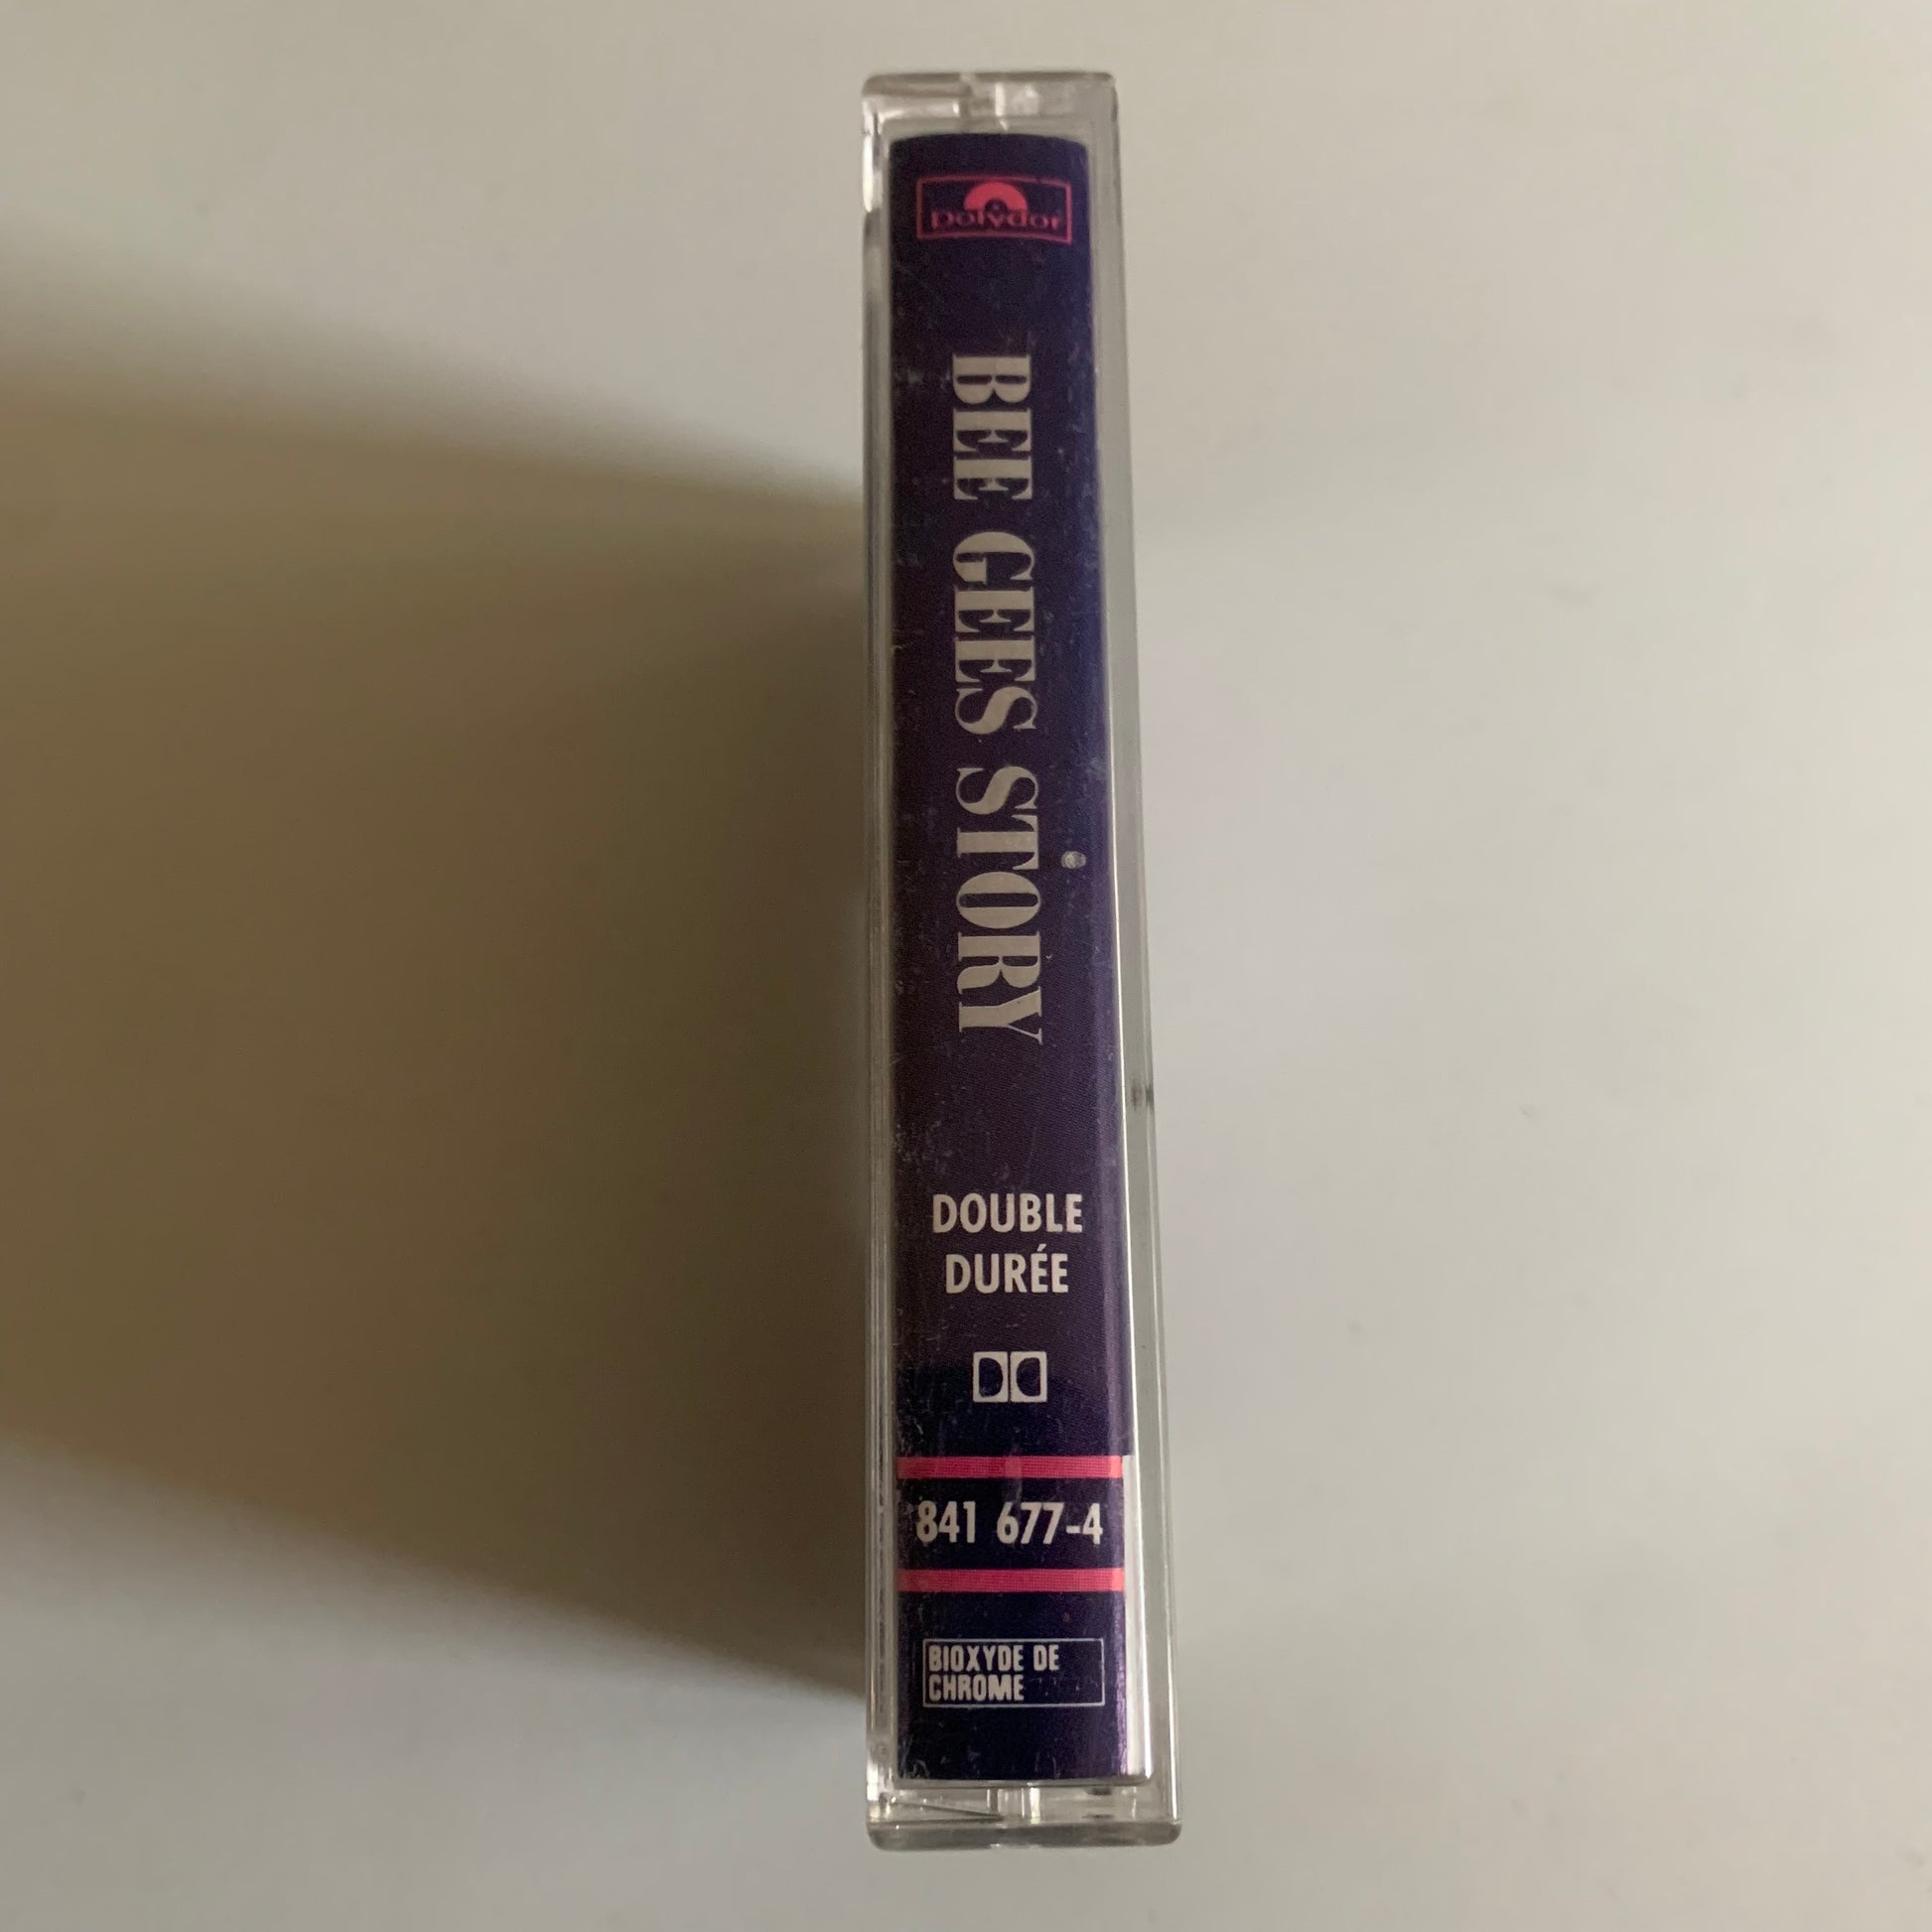 Polydor
BEE GEES STORY
DOUBLE
DURÉE
841 677-4
BIOXYDE DE
CHROME